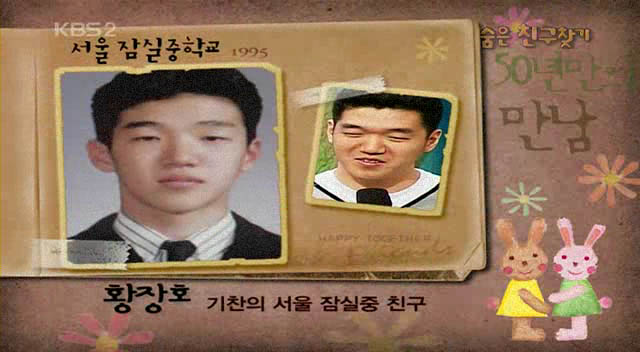 KBS2
서울 잠실중학교 1995
숨은 친구찾기
50년만의
만남
HAPPY TOGETHER
Friends
황장호
기찬의 서울 잠실중 친구